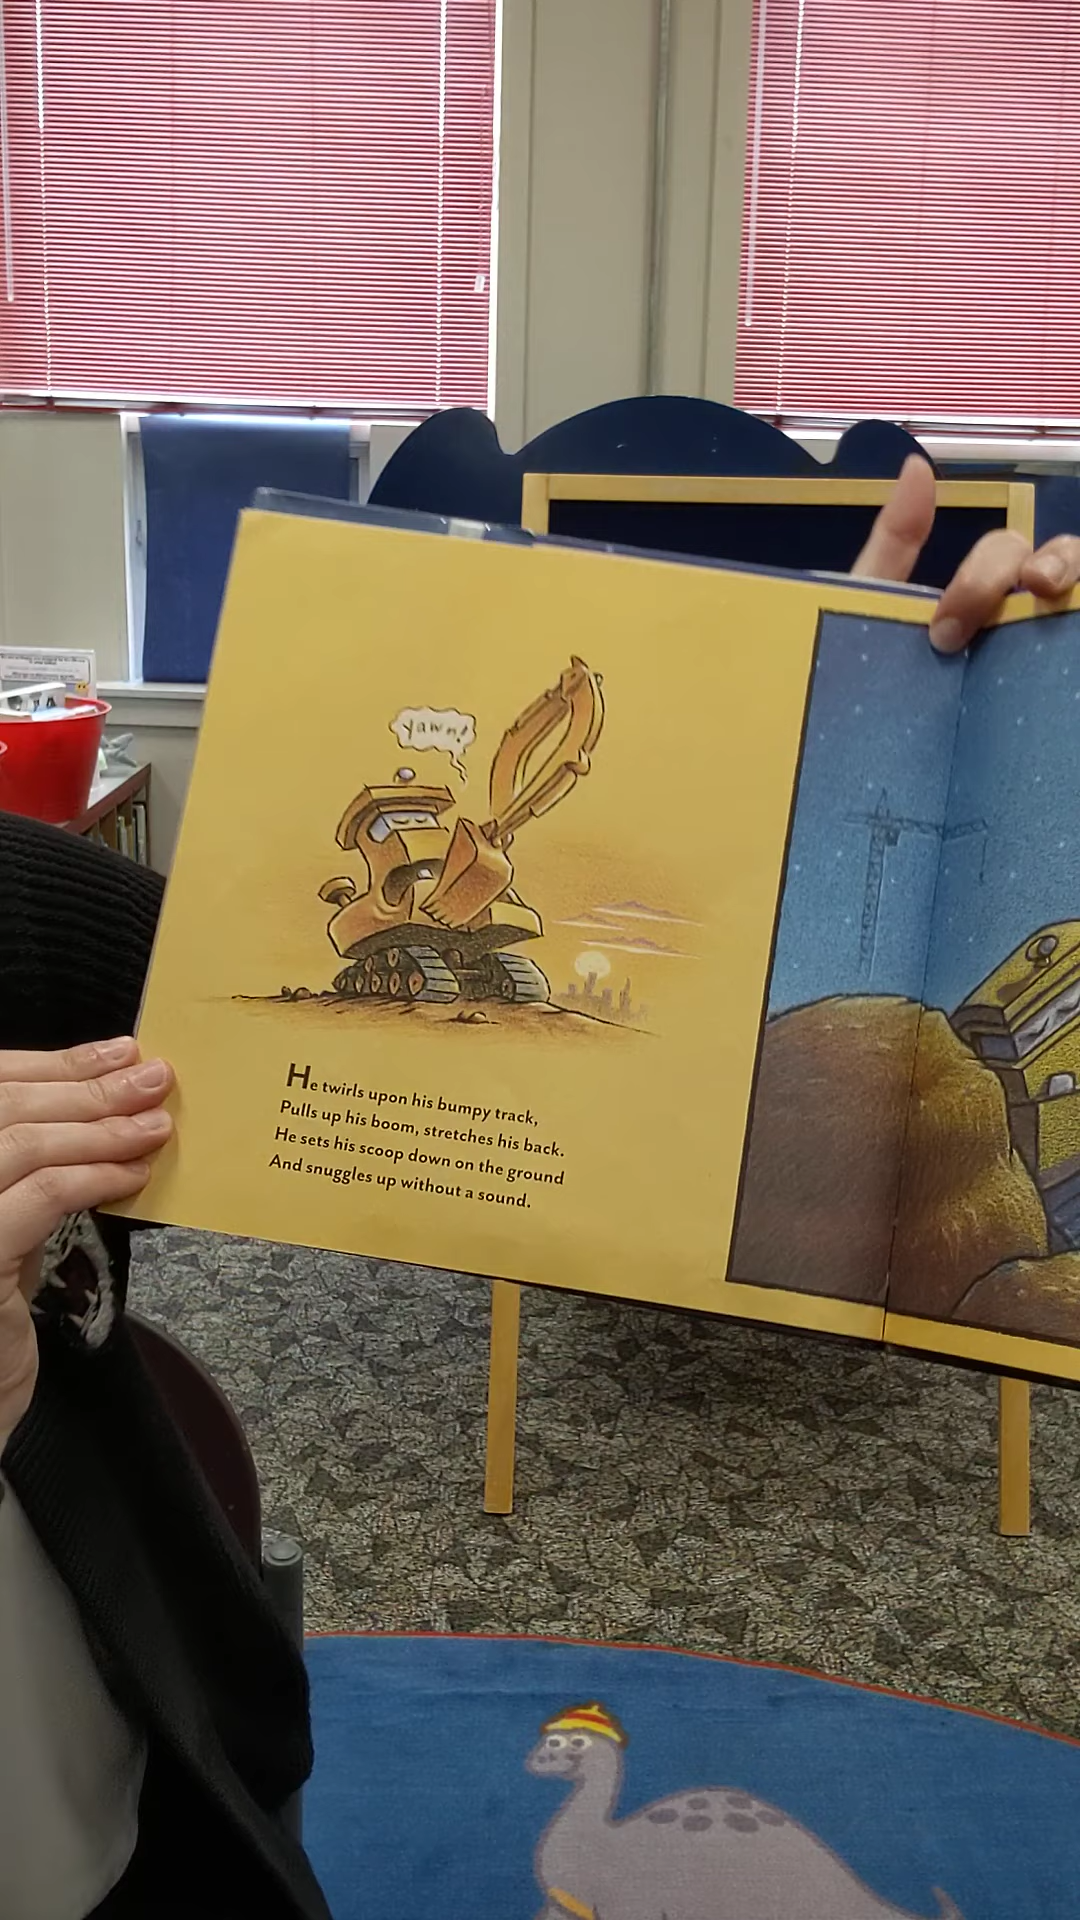 yawn!
He twirls upon his bumpy track,
Pulls up his boom, stretches his back.
He sets his scoop down on the ground
And snuggles up without a sound.